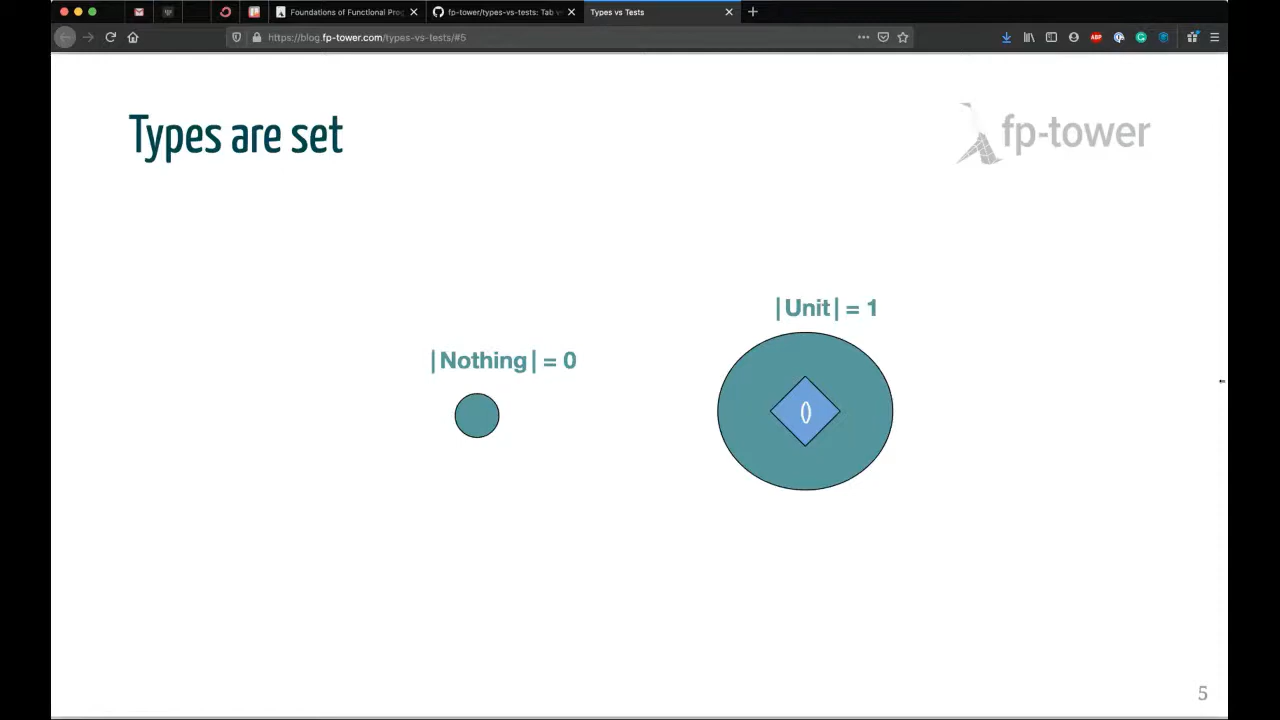 Foundations of Functional Prog
fp-tower/types-vs-tests: Tab v
Types vs Tests
https://blog.fp-tower.com/types-vs-tests/#5
ABP
Types are set
fp-tower
|Unit| = 1
|Nothing| = 0
()
5